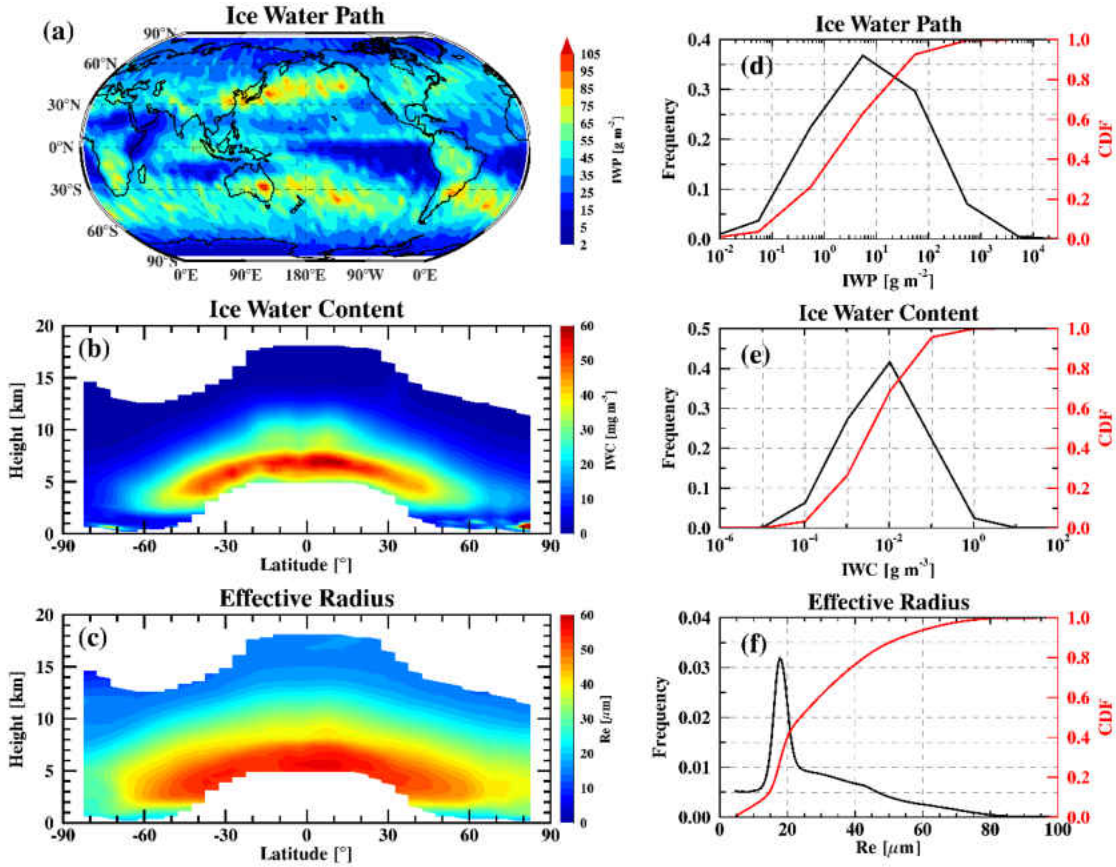 Ice Water Path
(a)
90°N
60°N
30°N
0°N
30°S
60°S
90°S
0°E 90°E 180°E 90°W 0°E
105
95
85
75
65
55
45
35
25
15
5
2
IWP [g m⁻²]
Ice Water Path
(d)
Frequency
0.4
0.3
0.2
0.1
0.0
10⁻² 10⁻¹ 10⁰ 10¹ 10² 10³ 10⁴
IWP [g m⁻²]
1.0
0.8
0.6
0.4
0.2
0.0
CDF
Ice Water Content
(b)
Height [km]
20
15
10
5
0
-90 -60 -30 0 30 60 90
Latitude [°]
60
50
40
30
20
10
0
IWC [mg m⁻³]
Ice Water Content
(e)
Frequency
0.5
0.4
0.3
0.2
0.1
0.0
10⁻⁶ 10⁻⁴ 10⁻² 10⁰ 10²
IWC [g m⁻³]
1.0
0.8
0.6
0.4
0.2
0.0
CDF
Effective Radius
(c)
Height [km]
20
15
10
5
0
-90 -60 -30 0 30 60 90
Latitude [°]
60
50
40
30
20
10
0
Re [μm]
Effective Radius
(f)
Frequency
0.04
0.03
0.02
0.01
0.00
0 20 40 60 80 100
Re [μm]
1.0
0.8
0.6
0.4
0.2
0.0
CDF